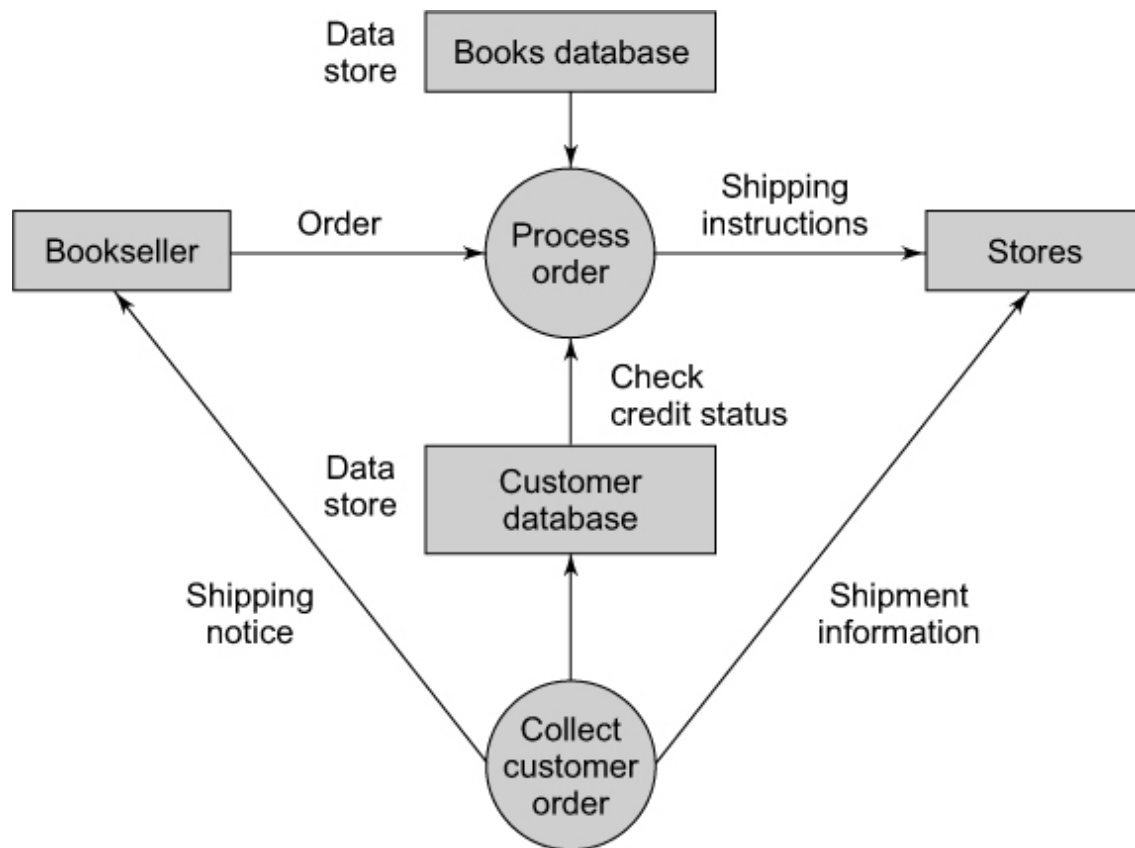 Data
store
Books database
Shipping
instructions
Order
Bookseller
Process
order
Stores
Check
credit status
Data
store
Customer
database
Shipping
notice
Shipment
information
Collect
customer
order